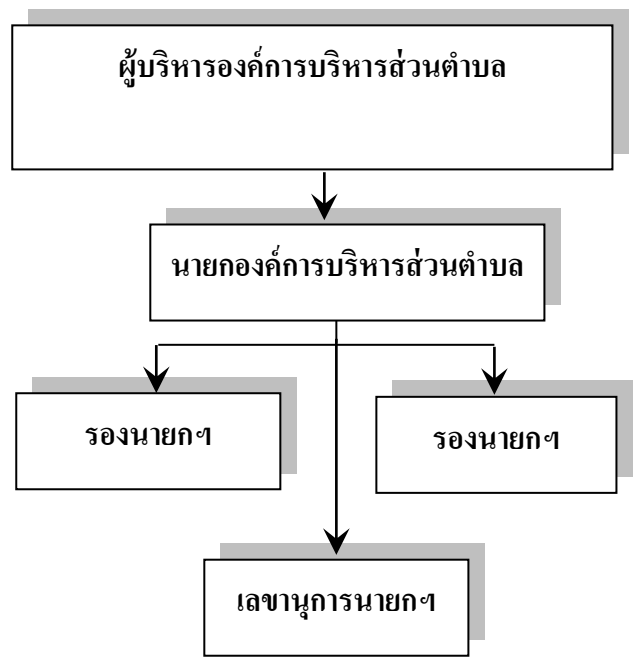 ผู้บริหารองค์การบริหารส่วนตำบล
นายกองค์การบริหารส่วนตำบล
รองนายกฯ
รองนายกฯ
เลขานุการนายกฯ